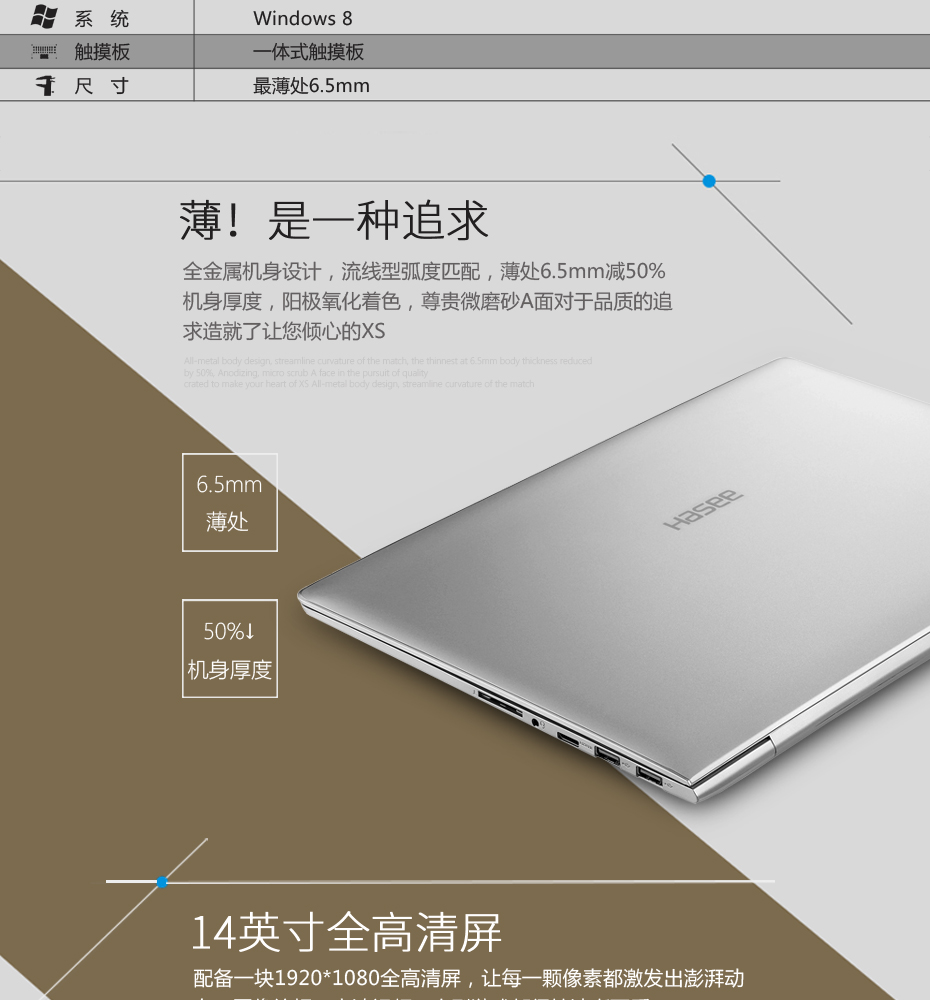 系 统 Windows 8
触摸板 一体式触摸板
尺 寸 最薄处6.5mm
薄！是一种追求
全金属机身设计，流线型弧度匹配，薄处6.5mm减50%
机身厚度，阳极氧化着色，尊贵微磨砂A面对于品质的追
求造就了让您倾心的XS
All-metal body design, streamline curvature of the match, the thinnest at 6.5mm body thickness reduced
by 50%, Anodizing, micro scrub A face in the pursuit of quality
crated to make your heart of XS All-metal body design, streamline curvature of the match
6.5mm
薄处
Hasee
50%↓
机身厚度
14英寸全高清屏
配备一块1920*1080全高清屏，让每一颗像素都激发出澎湃动